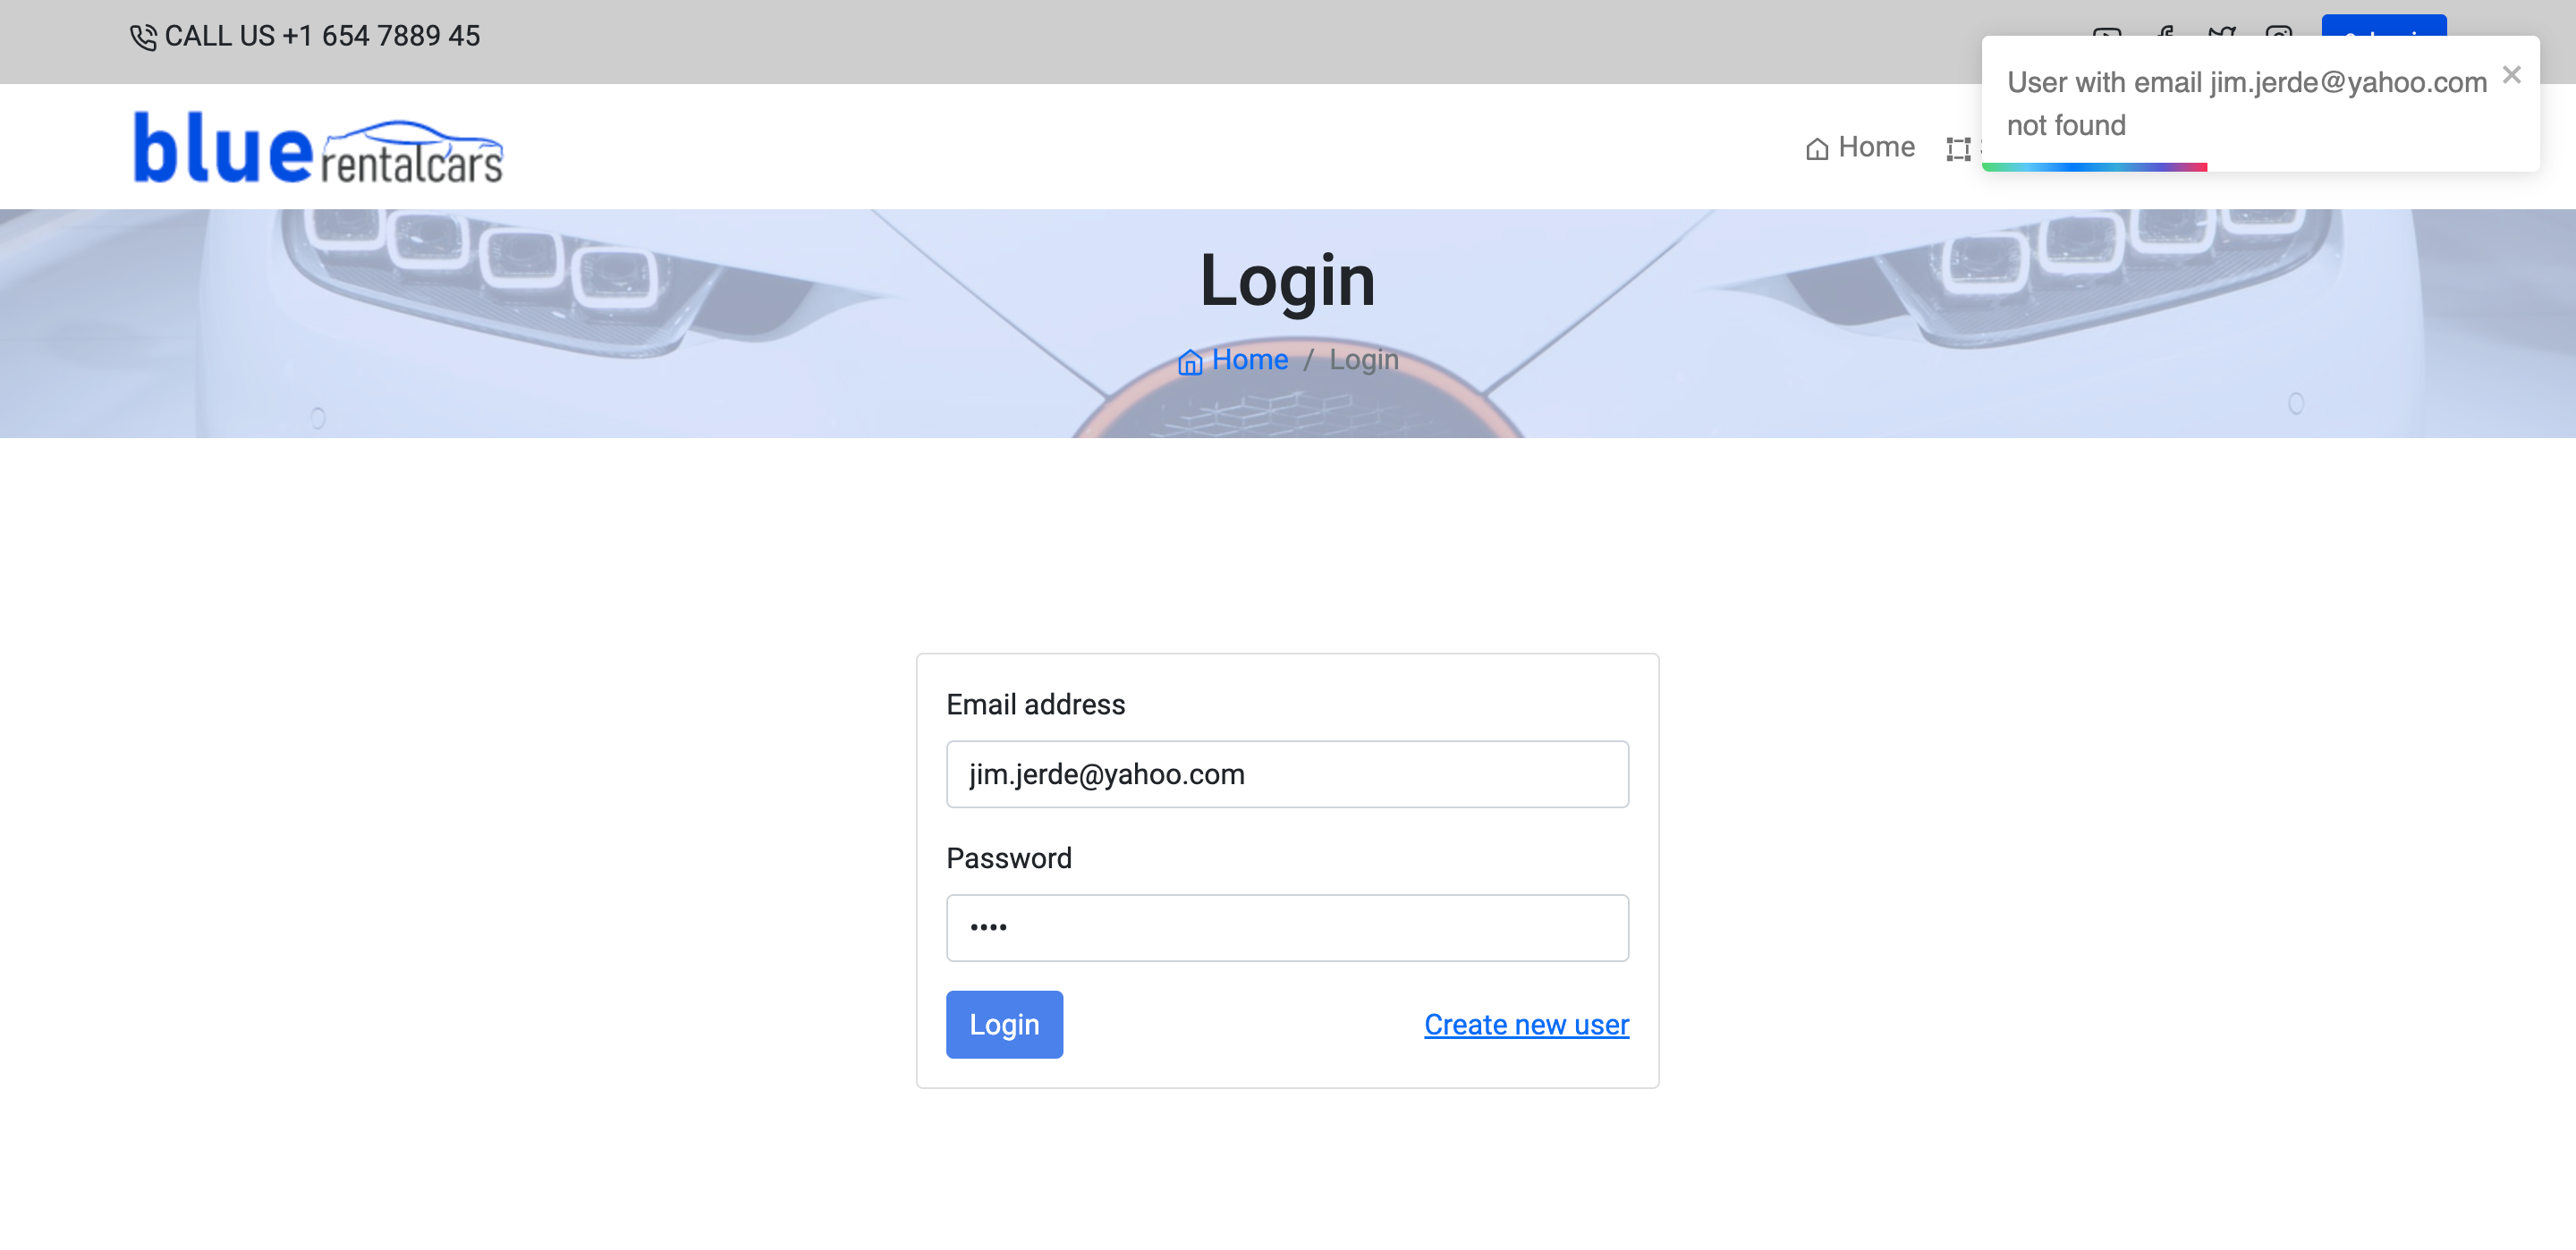 CALL US +1 654 7889 45
User with email jim.jerde@yahoo.com
not found
blue rentalcars
Home
Login
Home / Login
Email address
jim.jerde@yahoo.com
Password
••••
Login
Create new user